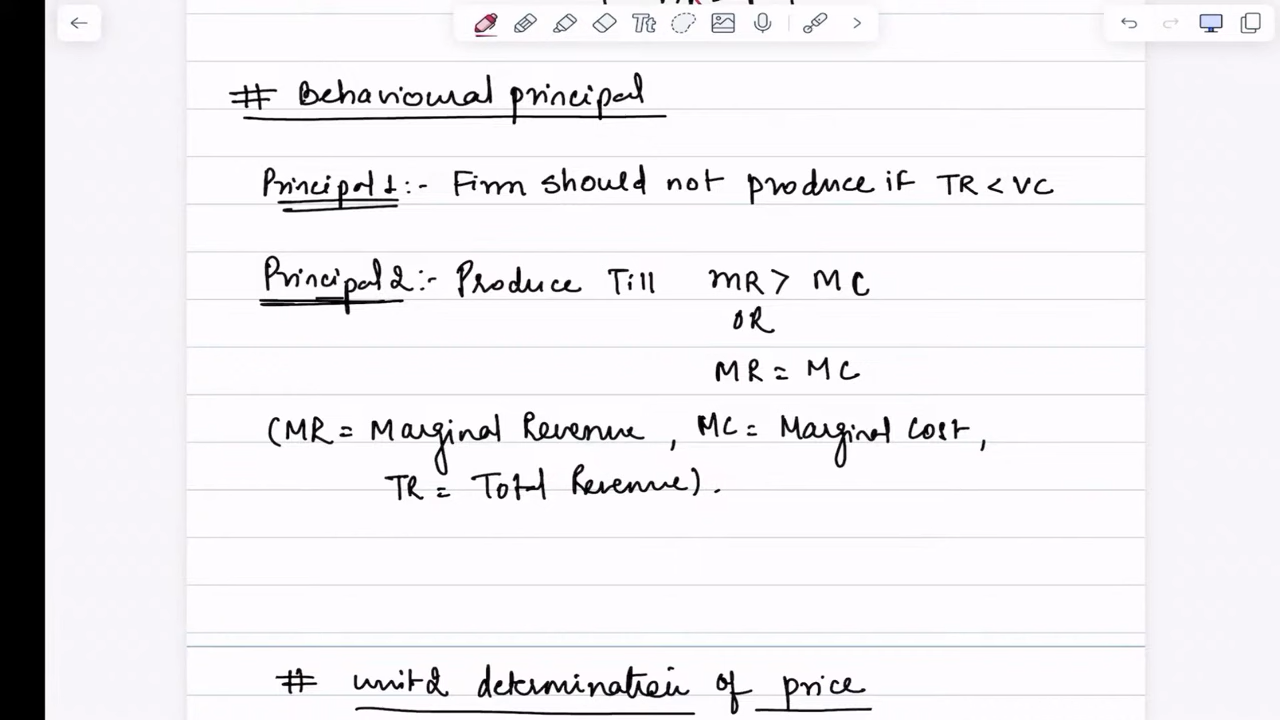 # Behavioural principal
Principal 1:- Firm should not produce if TR < VC
Principal 2:- Produce Till MR > MC
OR
MR = MC
(MR = Marginal Revenue, MC = Marginal Cost,
TR = Total Revenue).
# unit 2 determination of price